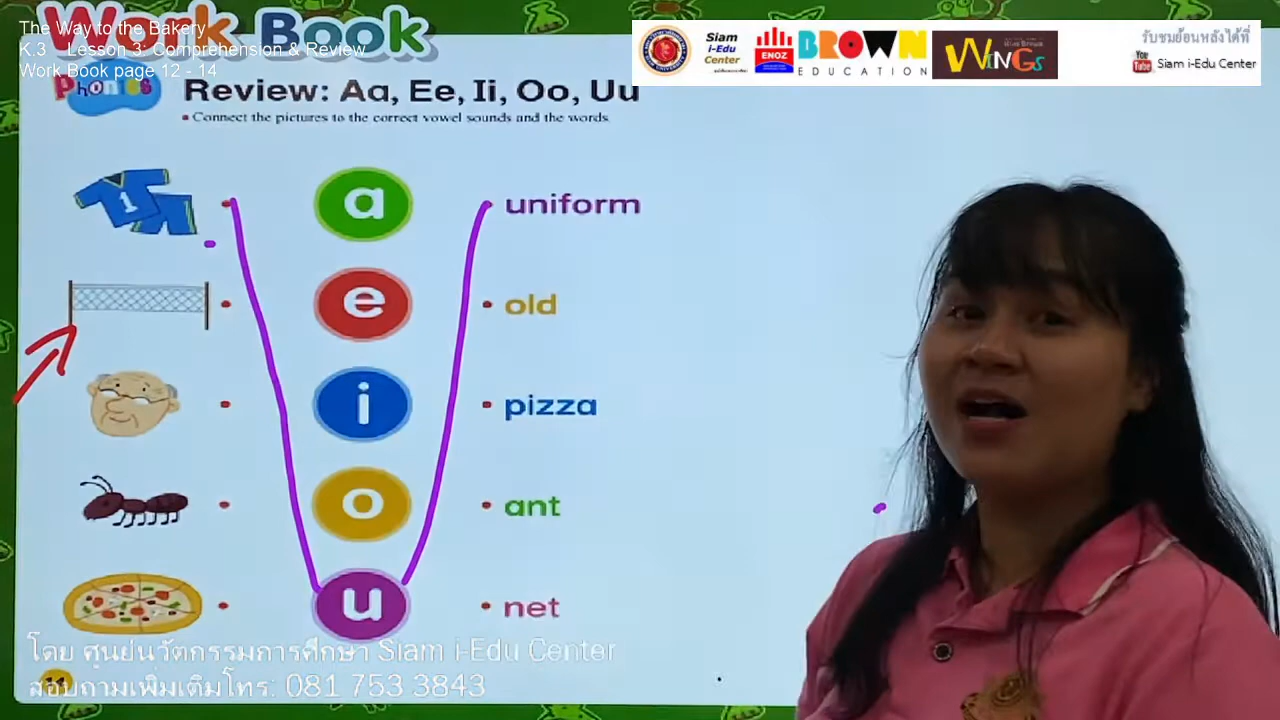 Work Book
The Way to the Bakery
K.3 Lesson 3: Comprehension & Review
Work Book page 12 - 14
Siam
i-Edu
Center
ENOZ
BROWN
EDUCATION
WINGS
รับชมย้อนหลังได้ที่
You
Tube
Siam i-Edu Center
Phonics
Review: Aa, Ee, Ii, Oo, Uu
• Connect the pictures to the correct vowel sounds and the words.
1
a
uniform
e
old
i
pizza
o
ant
u
net
โดย ศูนย์นวัตกรรมการศึกษา Siam i-Edu Center
14
สอบถามเพิ่มเติมโทร: 081 753 3843